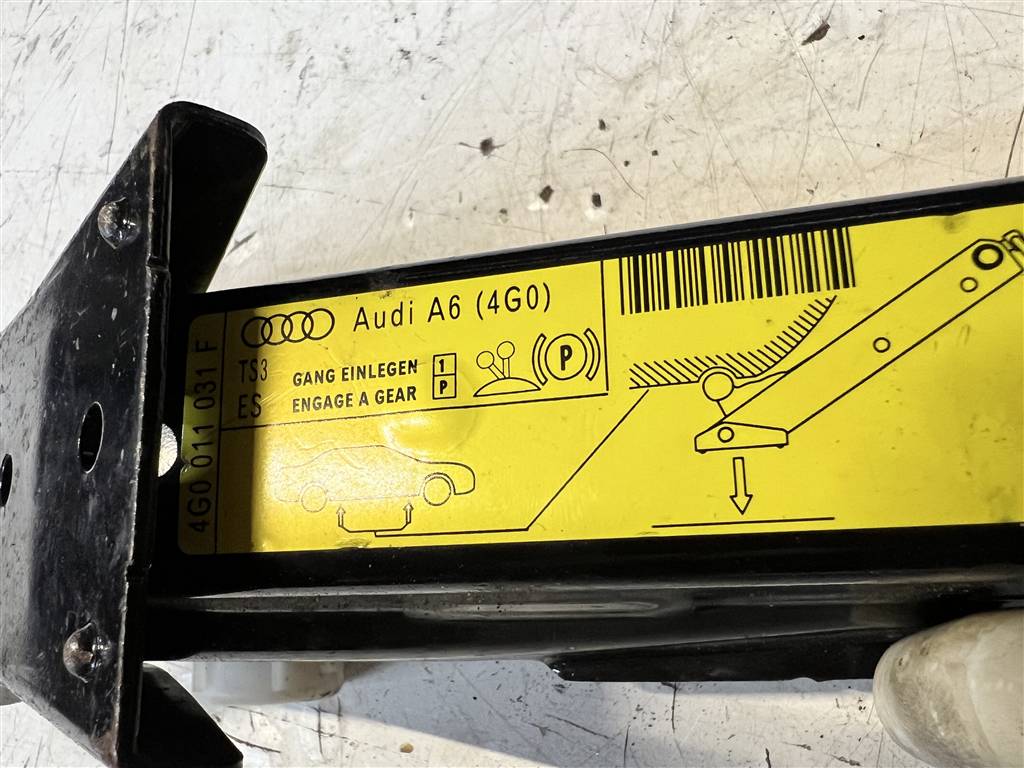 Audi A6 (4G0)
TS3
ES
GANG EINLEGEN
ENGAGE A GEAR
1
P
P
4G0 011 031 F